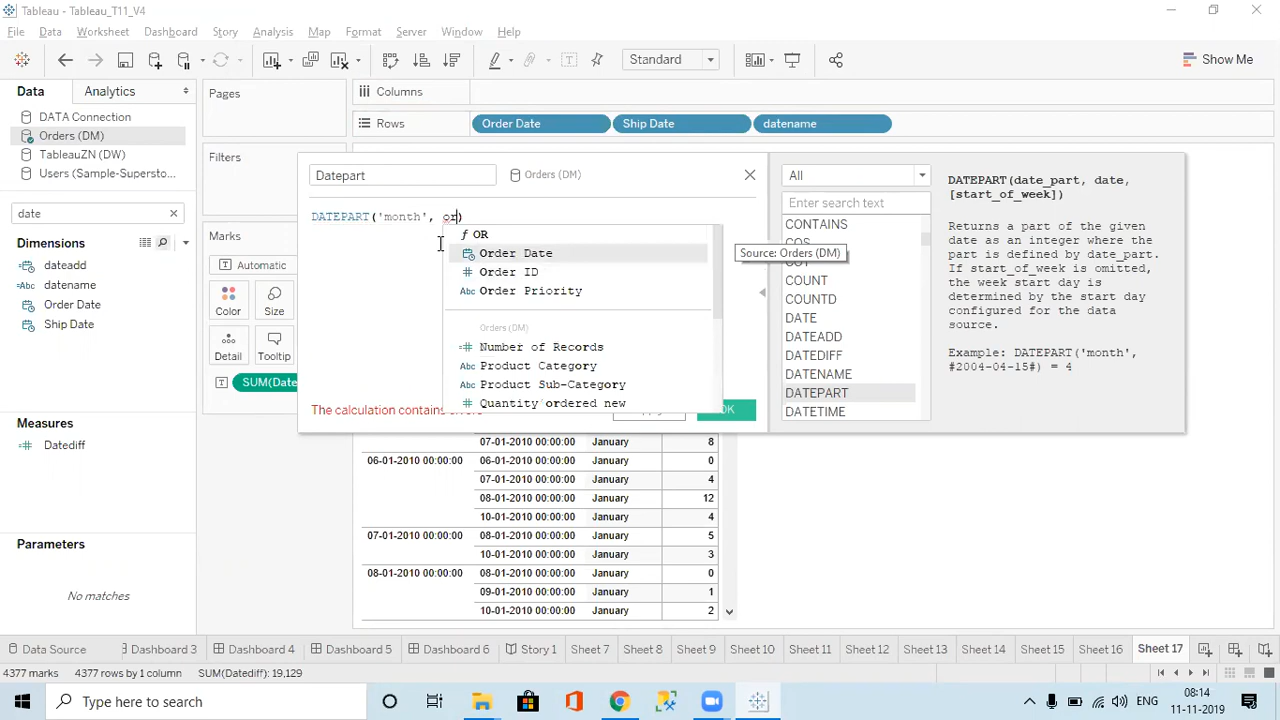 Tableau - Tableau_T11_V4
File Data Worksheet Dashboard Story Analysis Map Format Server Window Help
Standard
Show Me
Data Analytics
DATA Connection
Orders (DM)
TableauZN (DW)
Users (Sample-Supersto...
date
Dimensions
dateadd
Abc datename
Order Date
Ship Date
Measures
Datediff
Parameters
No matches
Pages
Filters
Marks
Automatic
Color Size
Detail Tooltip
SUM(Date
Columns
Rows Order Date Ship Date datename
Datepart Orders (DM)
DATEPART('month', or)
f OR
Order Date
# Order ID
Abc Order Priority
Orders (DM)
=# Number of Records
Abc Product Category
Abc Product Sub-Category
# Quantity ordered new
Source: Orders (DM)
The calculation contains
OK
All
Enter search text
CONTAINS
COS
COUNT
COUNTD
DATE
DATEADD
DATEDIFF
DATENAME
DATEPART
DATETIME
DATEPART(date_part, date,
[start_of_week])
Returns a part of the
given date as an integer where the
part is defined by date_part.
If start_of_week is omitted,
the week start day is
determined by the start day
configured for the data
source.
Example: DATEPART('month',
#2004-04-15#) = 4
07-01-2010 00:00:00 January 8
06-01-2010 00:00:00 06-01-2010 00:00:00 January 0
07-01-2010 00:00:00 January 4
08-01-2010 00:00:00 January 12
10-01-2010 00:00:00 January 4
07-01-2010 00:00:00 08-01-2010 00:00:00 January 5
10-01-2010 00:00:00 January 3
08-01-2010 00:00:00 08-01-2010 00:00:00 January 0
09-01-2010 00:00:00 January 1
10-01-2010 00:00:00 January 2
Data Source Dashboard 3 Dashboard 4 Dashboard 5 Dashboard 6 Story 1 Sheet 7 Sheet 8 Sheet 9 Sheet 10 Sheet 11 Sheet 12 Sheet 13 Sheet 14 Sheet 15 Sheet 16 Sheet 17
4377 marks 4377 rows by 1 column SUM(Datediff): 19,129
Type here to search
ENG
08:14
11-11-2019